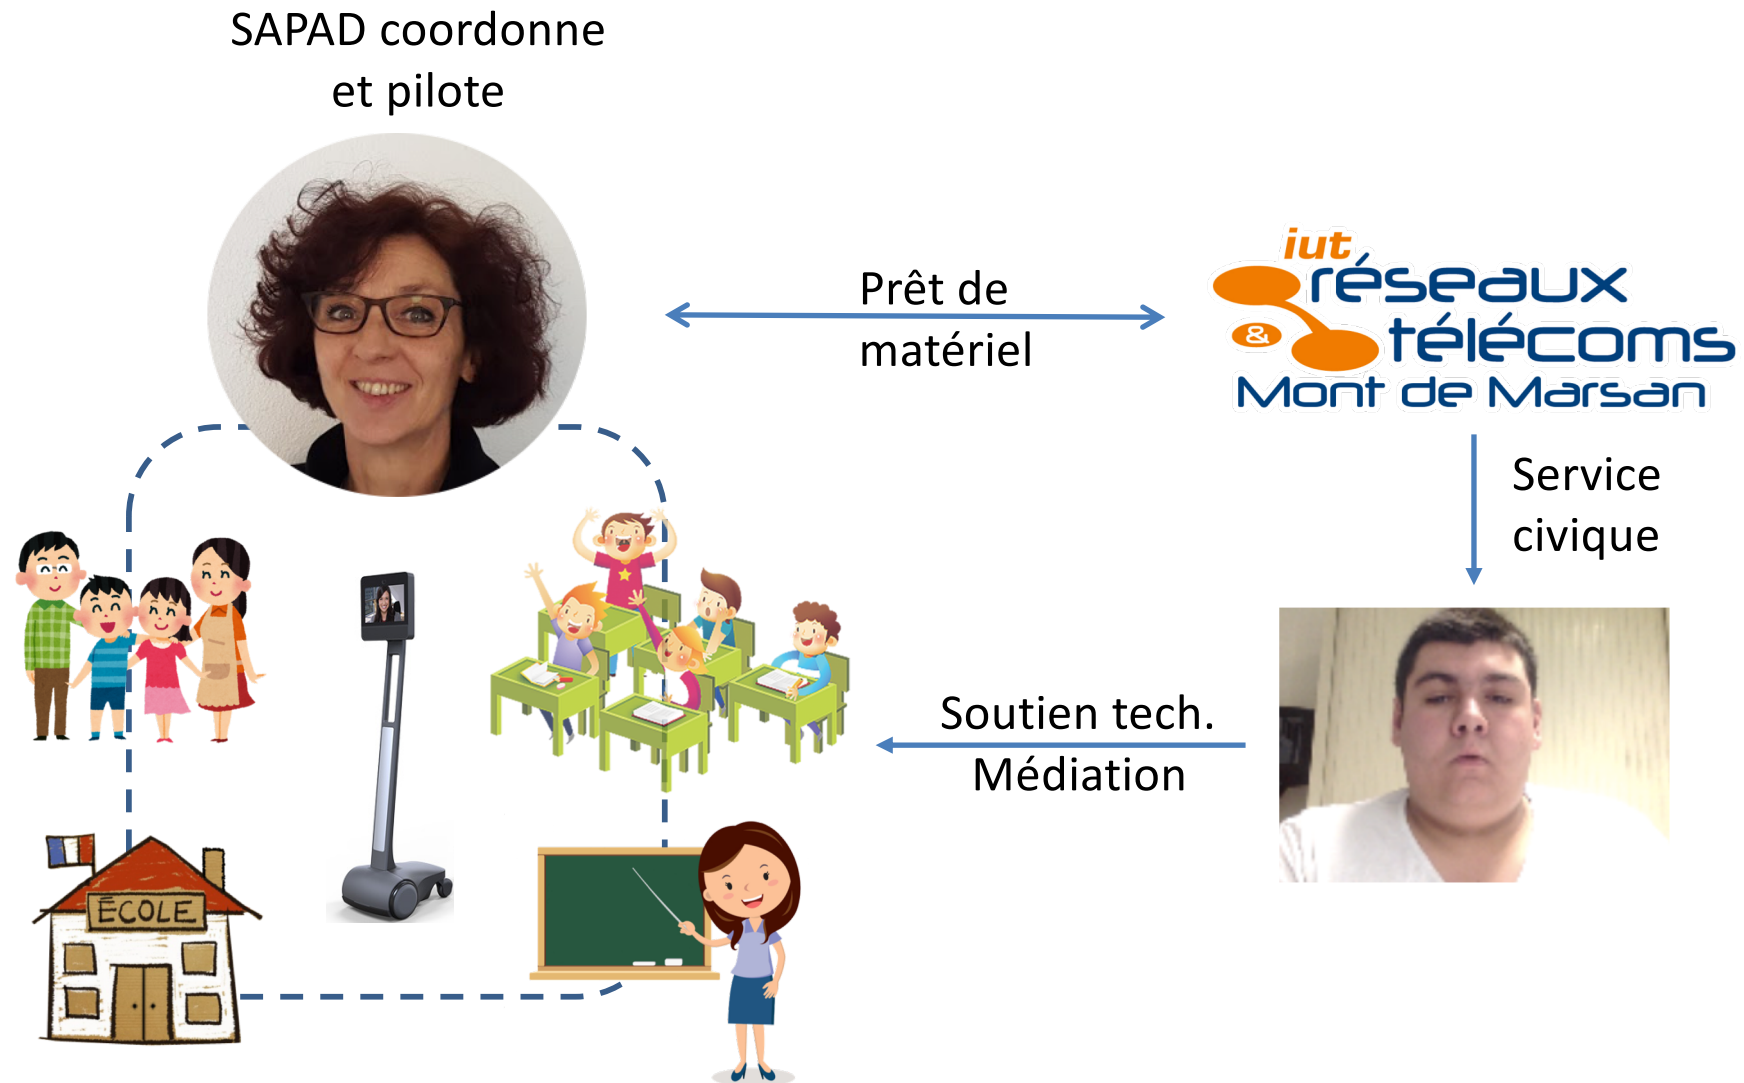 SAPAD coordonne
et pilote
Prêt de
matériel
iut
réseaux
& télécoms
Mont de Marsan
Service
civique
Soutien tech.
Médiation
ÉCOLE